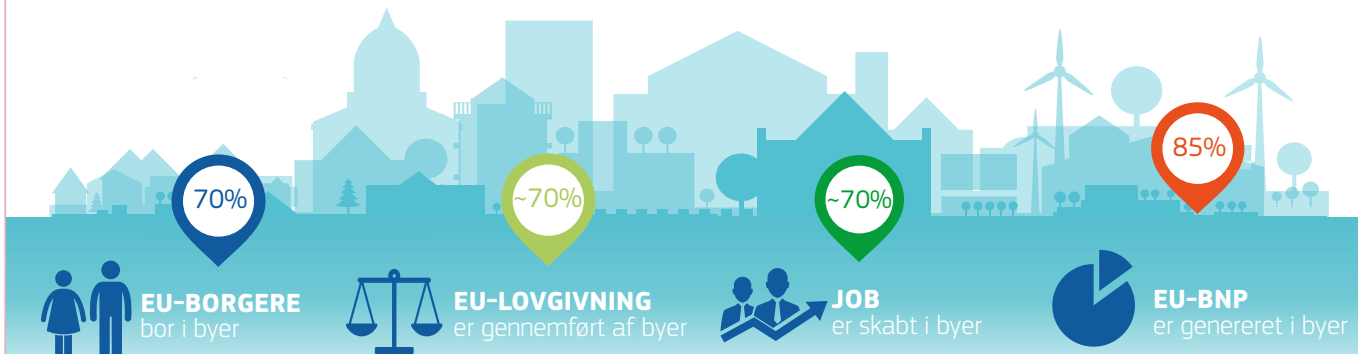 70%
EU-BORGERE
bor i byer
~70%
EU-LOVGIVNING
er gennemført af byer
~70%
JOB
er skabt i byer
85%
EU-BNP
er genereret i byer